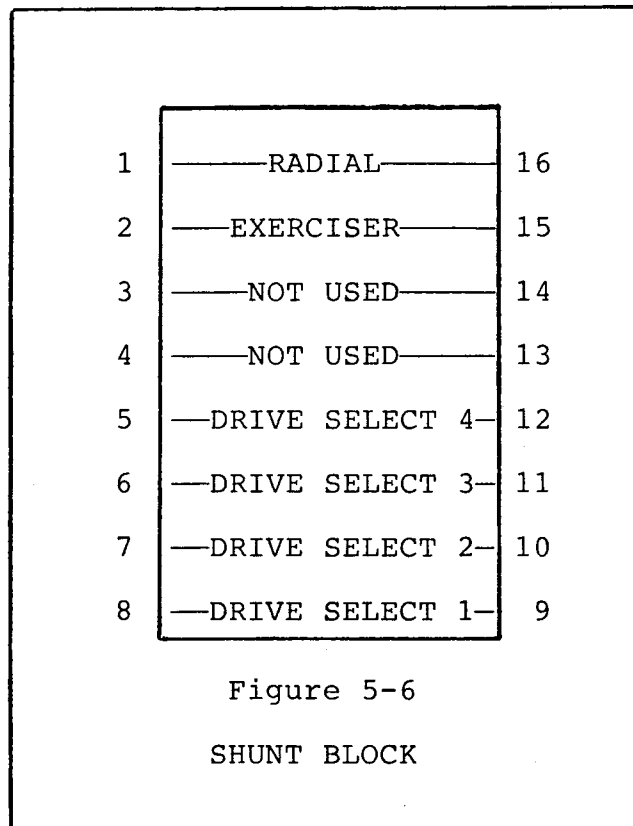 1 RADIAL 16
2 EXERCISER 15
3 NOT USED 14
4 NOT USED 13
5 DRIVE SELECT 4 12
6 DRIVE SELECT 3 11
7 DRIVE SELECT 2 10
8 DRIVE SELECT 1 9
Figure 5-6
SHUNT BLOCK